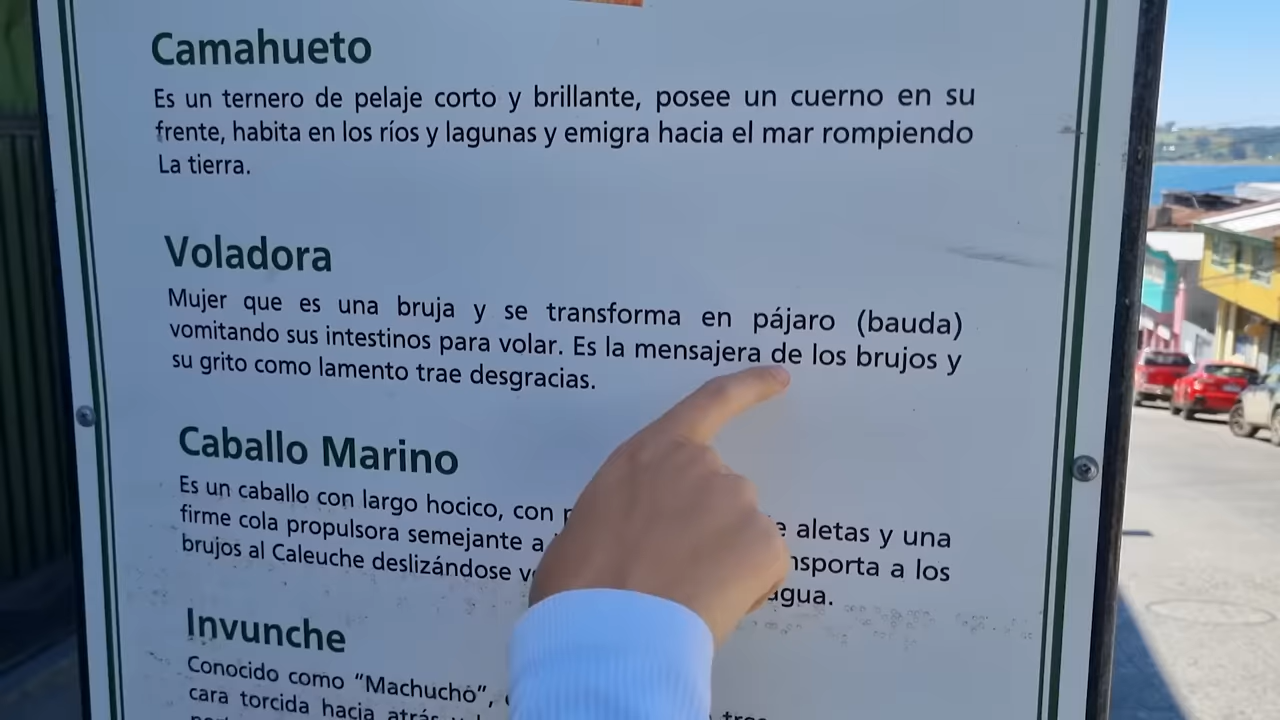 Camahueto
Es un ternero de pelaje corto y brillante, posee un cuerno en su
frente, habita en los ríos y lagunas y emigra hacia el mar rompiendo
La tierra.
Voladora
Mujer que es una bruja y se transforma en pájaro (bauda)
vomitando sus intestinos para volar. Es la mensajera de los brujos y
su grito como lamento trae desgracias.
Caballo Marino
Es un caballo con largo hocico, con aletas y una
firme cola propulsora semejante a
brujos al Caleuche deslizándose a los
agua.
Invunche
Conocido como “Machucho”,
cara torcida hacia atrás